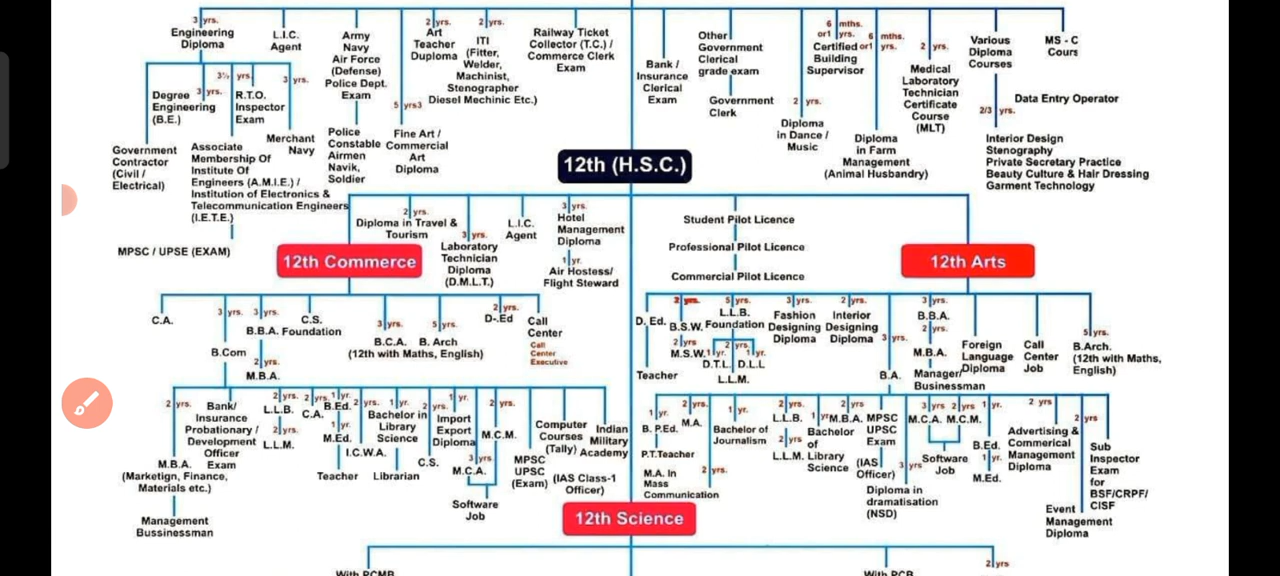 3 yrs.
Engineering
Diploma
L.I.C.
Agent
Army
Navy
Air Force
(Defense)
Police Dept.
Exam
2 yrs.
Art
Teacher
Duploma
2 yrs.
ITI
(Fitter,
Welder,
Machinist,
Stenographer
Diesel Mechinic Etc.)
Railway Ticket
Collector (T.C.) /
Commerce Clerk
Exam
Bank /
Insurance
Clerical
Exam
Other
Government
Clerical
grade exam
Government
Clerk
6 mths.
or1 yrs.
Certified
Building
Supervisor
6 mths.
or1 yrs.
2 yrs.
Medical
Laboratory
Technician
Certificate
Course
(MLT)
Various
Diploma
Courses
MS - C
Cours
Data Entry Operator
2/3 yrs.
Interior Design
Stenography
Private Secretary Practice
Beauty Culture & Hair Dressing
Garment Technology
2 yrs.
Diploma
in Dance /
Music
Diploma
in Farm
Management
(Animal Husbandry)
3 yrs.
Degree
Engineering
(B.E.)
3½ yrs.
R.T.O.
Inspector
Exam
3 yrs.
Merchant
Navy
Government
Contractor
(Civil /
Electrical)
Associate
Membership Of
Institute Of
Engineers (A.M.I.E.) /
Institution of Electronics &
Telecommunication Engineers
(I.E.T.E.)
MPSC / UPSE (EXAM)
Police
Constable
Airmen
Navik,
Soldier
5 yrs3
Fine Art /
Commercial
Art
Diploma
12th (H.S.C.)
2 yrs.
Diploma in Travel &
Tourism
3 yrs.
Laboratory
Technician
Diploma
(D.M.L.T.)
L.I.C.
Agent
3 yrs.
Hotel
Management
Diploma
1 yr.
Air Hostess/
Flight Steward
Student Pilot Licence
Professional Pilot Licence
Commercial Pilot Licence
12th Commerce
12th Arts
C.A.
3 yrs.
B.Com
3 yrs.
B.B.A.
2 yrs.
M.B.A.
C.S.
Foundation
3 yrs.
B.C.A.
5 yrs.
B. Arch
(12th with Maths, English)
2 yrs.
D-.Ed
Call
Center
Call
Center
Executive
D. Ed.
Teacher
2 yrs.
B.S.W.
2 yrs
M.S.W.
5 yrs.
L.L.B.
Foundation
1 yr.
D.T.L.
2 yrs.
L.L.M.
1 yr.
D.L.L
3 yrs.
Fashion
Designing
Diploma
2 yrs.
Interior
Designing
Diploma
3 yrs.
B.A.
3 yrs.
B.B.A.
2 yrs.
M.B.A.
Manager/
Businessman
Foreign
Language
Diploma
Call
Center
Job
5 yrs.
B.Arch.
(12th with Maths,
English)
2 yrs.
M.B.A.
(Marketign, Finance,
Materials etc.)
Management
Bussinessman
Bank/
Insurance
Probationary /
Development
Officer
Exam
2 yrs.
L.L.B.
2 yrs.
L.L.M.
2 yrs.
C.A.
1 yr.
B.Ed.
1 yr.
M.Ed.
Teacher
2 yrs.
I.C.W.A.
1 yr.
Bachelor in
Library
Science
Librarian
2 yrs.
C.S.
1 yr.
Import
Export
Diploma
3 yrs.
M.C.A.
2 yrs.
M.C.M.
Software
Job
MPSC
UPSC
(Exam)
Computer
Courses
(Tally)
(IAS Class-1
Officer)
Indian
Military
Academy
1 yr.
B. P.Ed.
P.T.Teacher
2 yrs.
M.A.
M.A. In
Mass
Communication
2 yrs.
1 yr.
Bachelor of
Journalism
2 yrs.
L.L.B.
2 yrs
L.L.M.
1 yr
Bachelor
of
Library
Science
M.B.A.
MPSC
UPSC
Exam
(IAS
Officer)
3 yrs
Diploma in
dramatisation
(NSD)
3 yrs
M.C.A.
2 yrs
M.C.M.
Software
Job
1 yr.
B.Ed.
1 yr.
M.Ed.
2 yrs
Advertising &
Commerical
Management
Diploma
2 yrs
Event
Management
Diploma
Sub
Inspector
Exam
for
BSF/CRPF/
CISF
12th Science
With PCMB
With PCB
2 yrs